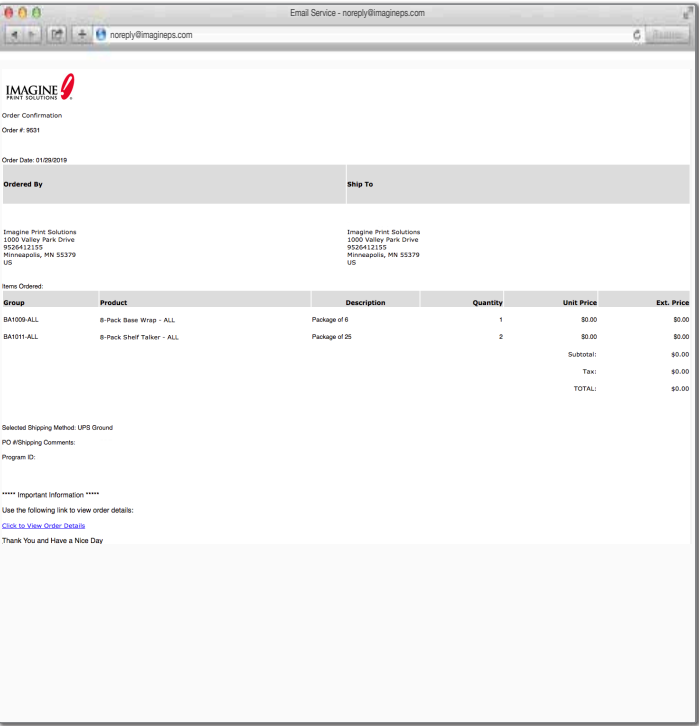 Email Service - noreply@imagineps.com
noreply@imagineps.com
IMAGINE
PRINT SOLUTIONS
Order Confirmation
Order #: 9531
Order Date: 01/29/2019
Ordered By Ship To
Imagine Print Solutions Imagine Print Solutions
1000 Valley Park Drive 1000 Valley Park Drive
9526412155 9526412155
Minneapolis, MN 55379 Minneapolis, MN 55379
US US
Items Ordered:
Group Product Description Quantity Unit Price Ext. Price
BA1009-ALL 8-Pack Base Wrap - ALL Package of 6 1 $0.00 $0.00
BA1011-ALL 8-Pack Shelf Talker - ALL Package of 25 2 $0.00 $0.00
Subtotal: $0.00
Tax: $0.00
TOTAL: $0.00
Selected Shipping Method: UPS Ground
PO #/Shipping Comments:
Program ID:
***** Important Information *****
Use the following link to view order details:
Click to View Order Details
Thank You and Have a Nice Day